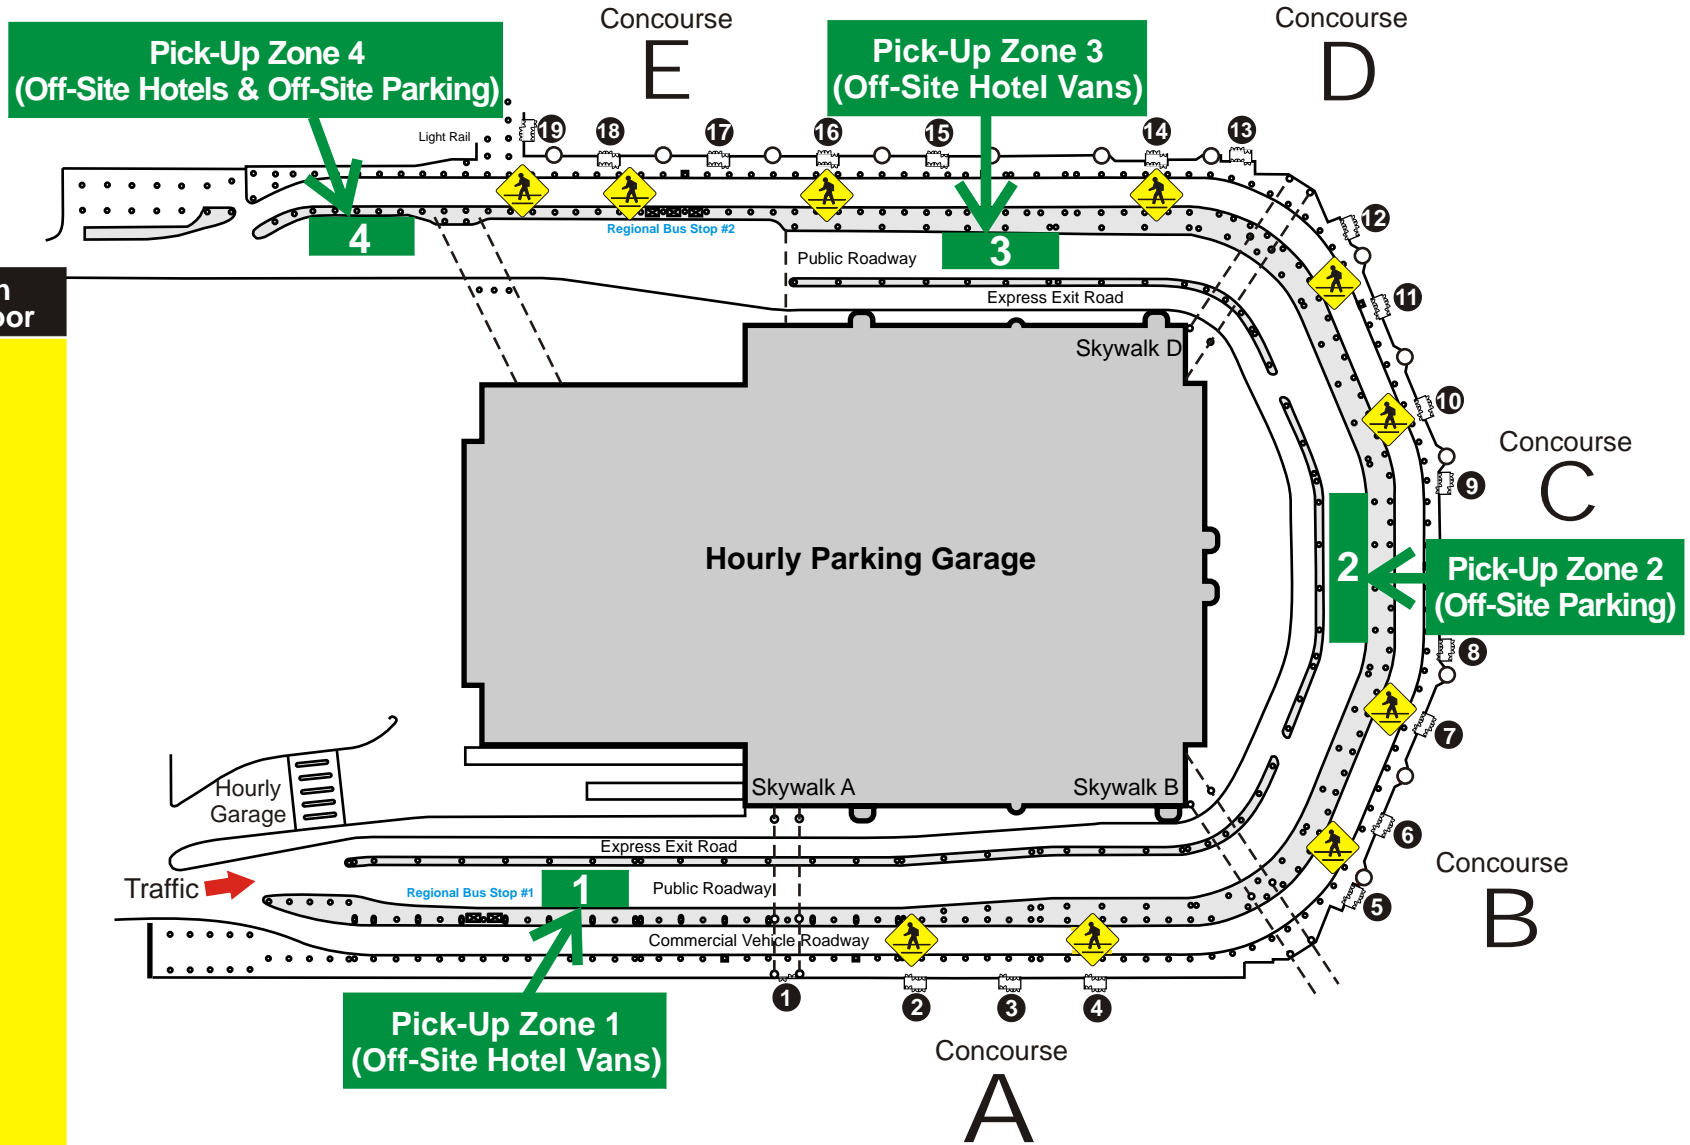 Concourse
E
Concourse
D
Pick-Up Zone 4
(Off-Site Hotels & Off-Site Parking)
Pick-Up Zone 3
(Off-Site Hotel Vans)
Light Rail
19
18
17
16
15
14
13
12
11
10
9
8
7
6
5
4
Regional Bus Stop #2
3
Public Roadway
Express Exit Road
Skywalk D
Concourse
C
Hourly Parking Garage
2
Pick-Up Zone 2
(Off-Site Parking)
Skywalk A
Skywalk B
Hourly
Garage
Express Exit Road
Traffic
Regional Bus Stop #1
1
Public Roadway
Commercial Vehicle Roadway
Concourse
B
1
2
3
4
Pick-Up Zone 1
(Off-Site Hotel Vans)
Concourse
A